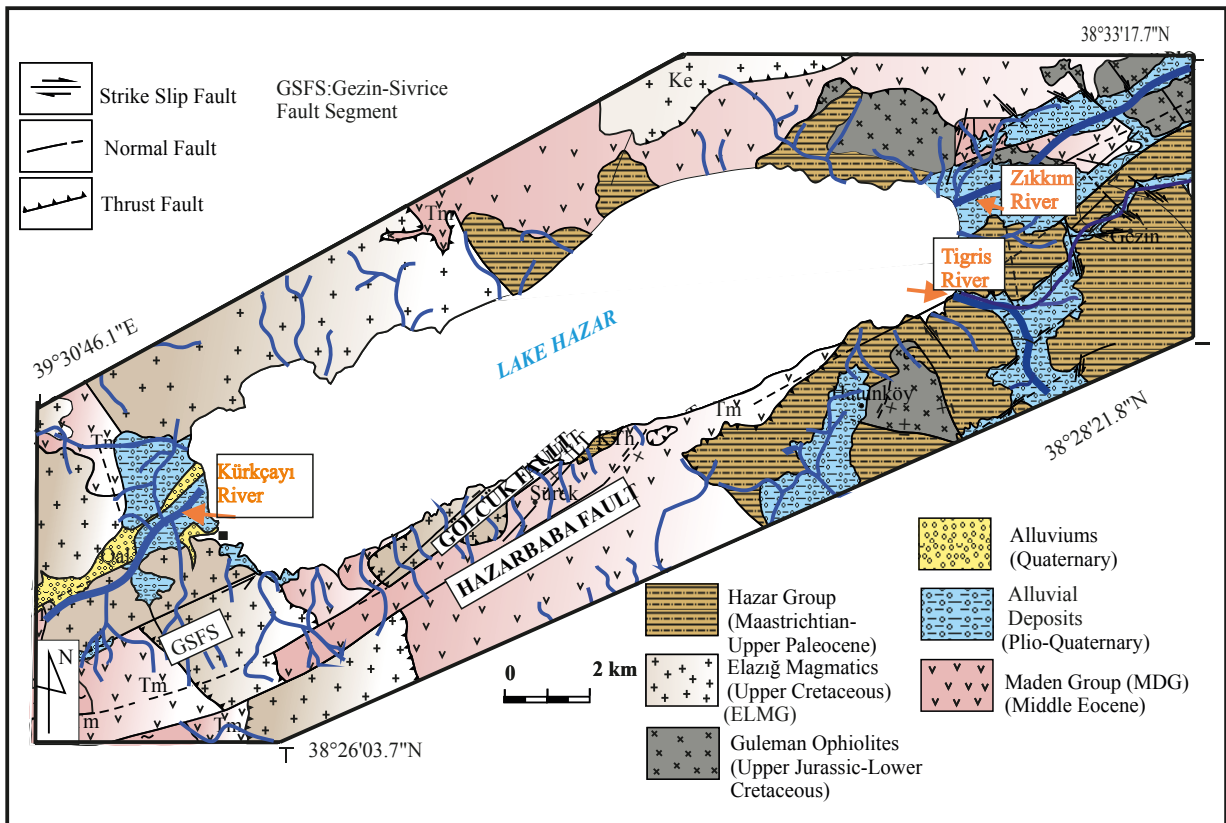 38°33'17.7"N
Strike Slip Fault
GSFS:Gezin-Sivrice
Fault Segment
Normal Fault
Thrust Fault
Ke
Zıkkım
River
Tm
Gezin
Tigris
River
39°30'46.1"E
LAKE HAZAR
Hatunköy
38°28'21.8"N
Tm
Tm
Kürkçayı
River
GÖLCÜK FAULT
Sürek
HAZARBABA FAULT
Qal
GSFS
N
Tm
m
Tm
38°26'03.7"N
0 2 km
Alluviums
(Quaternary)
Hazar Group
(Maastrichtian-
Upper Paleocene)
Alluvial
Deposits
(Plio-Quaternary)
Elazığ Magmatics
(Upper Cretaceous)
(ELMG)
Maden Group (MDG)
(Middle Eocene)
Guleman Ophiolites
(Upper Jurassic-Lower
Cretaceous)